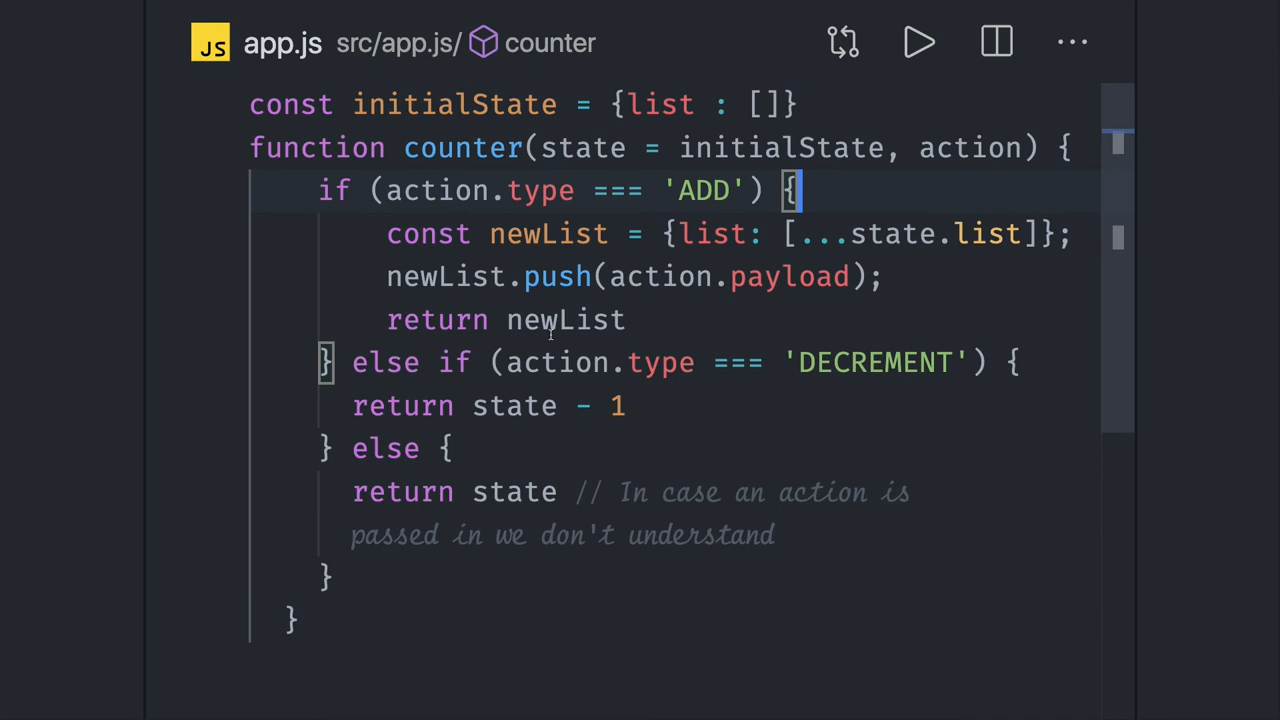 JS app.js src/app.js/ counter
const initialState = {list : []}
function counter(state = initialState, action) {
if (action.type === 'ADD') {
const newList = {list: [...state.list]};
newList.push(action.payload);
return newList
} else if (action.type === 'DECREMENT') {
return state - 1
} else {
return state // In case an action is
passed in we don't understand
}
}